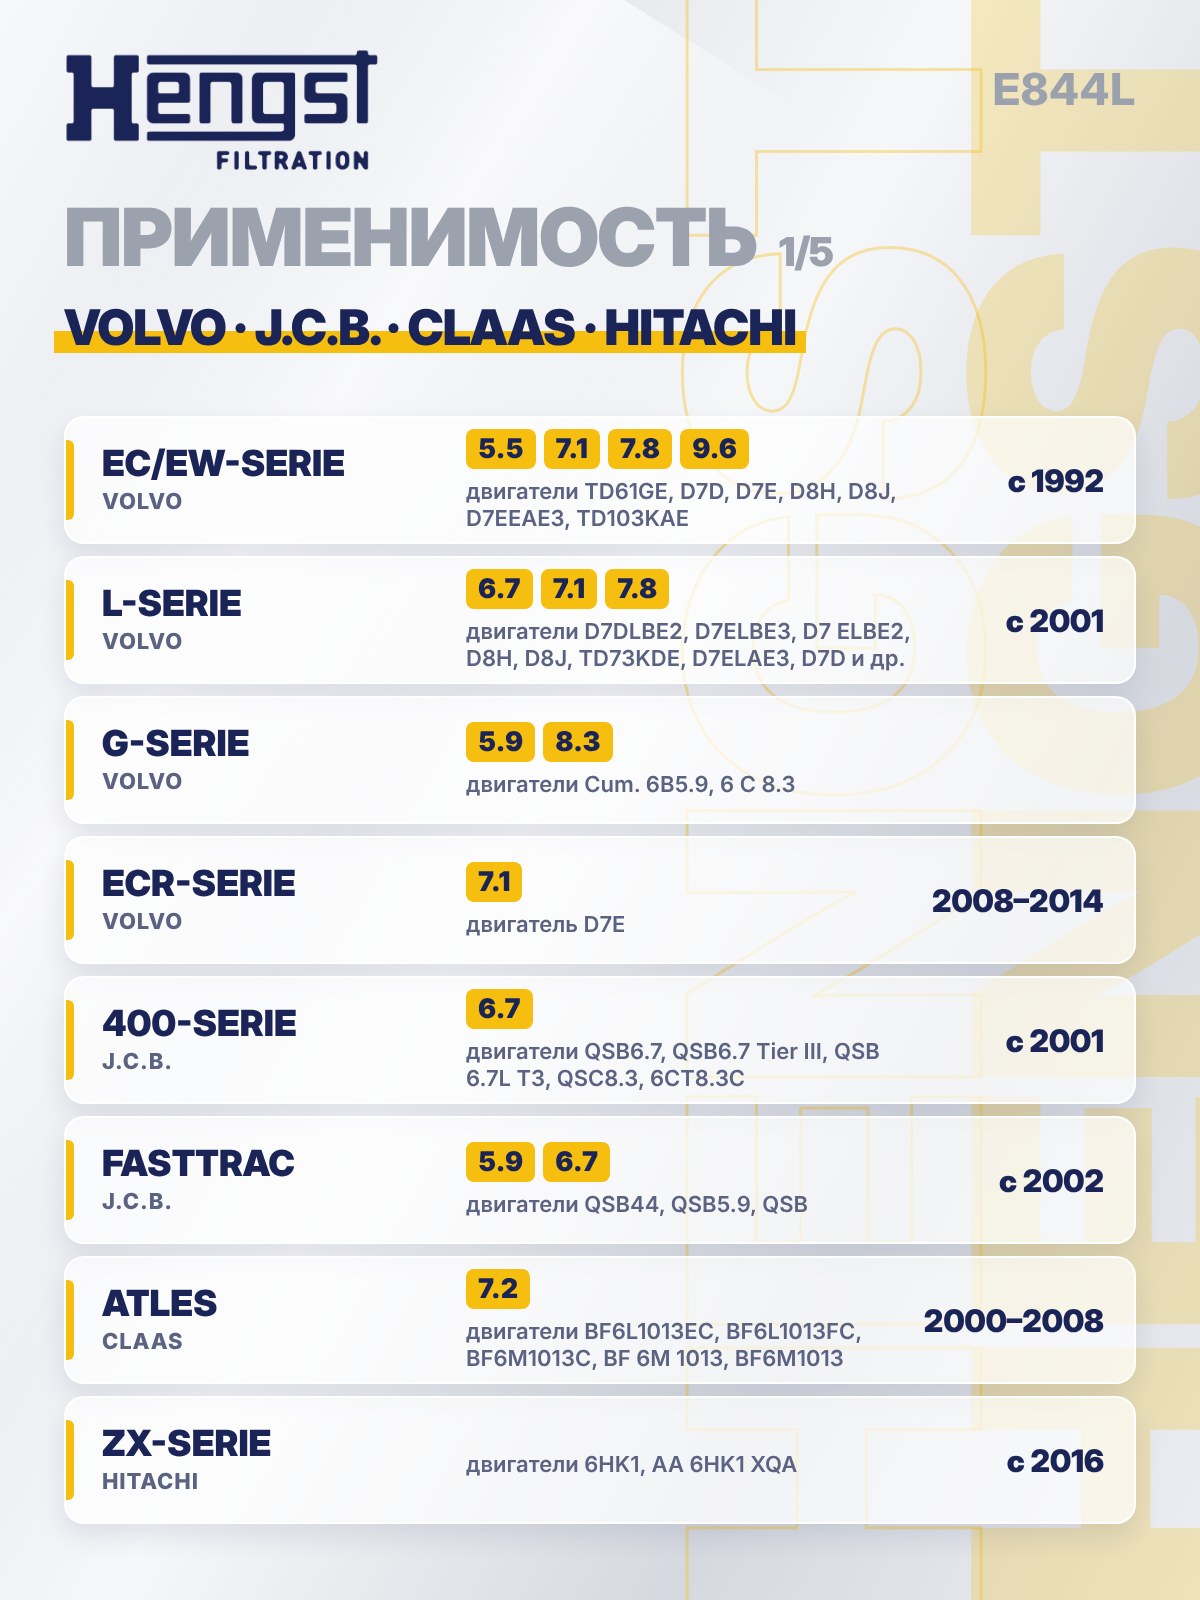 Hengst
FILTRATION
E844L
ПРИМЕНИМОСТЬ 1/5
VOLVO · J.C.B. · CLAAS · HITACHI
EC/EW-SERIE
VOLVO
5.5 7.1 7.8 9.6
двигатели TD61GE, D7D, D7E, D8H, D8J,
D7EEAE3, TD103KAE
с 1992
L-SERIE
VOLVO
6.7 7.1 7.8
двигатели D7DLBE2, D7ELBE3, D7 ELBE2,
D8H, D8J, TD73KDE, D7ELAE3, D7D и др.
с 2001
G-SERIE
VOLVO
5.9 8.3
двигатели Cum. 6B5.9, 6 C 8.3
ECR-SERIE
VOLVO
7.1
двигатель D7E
2008–2014
400-SERIE
J.C.B.
6.7
двигатели QSB6.7, QSB6.7 Tier III, QSB
6.7L T3, QSC8.3, 6CT8.3C
с 2001
FASTTRAC
J.C.B.
5.9 6.7
двигатели QSB44, QSB5.9, QSB
с 2002
ATLES
CLAAS
7.2
двигатели BF6L1013EC, BF6L1013FC,
BF6M1013C, BF 6M 1013, BF6M1013
2000–2008
ZX-SERIE
HITACHI
двигатели 6HK1, AA 6HK1 XQA
с 2016
HENGST
HENGST